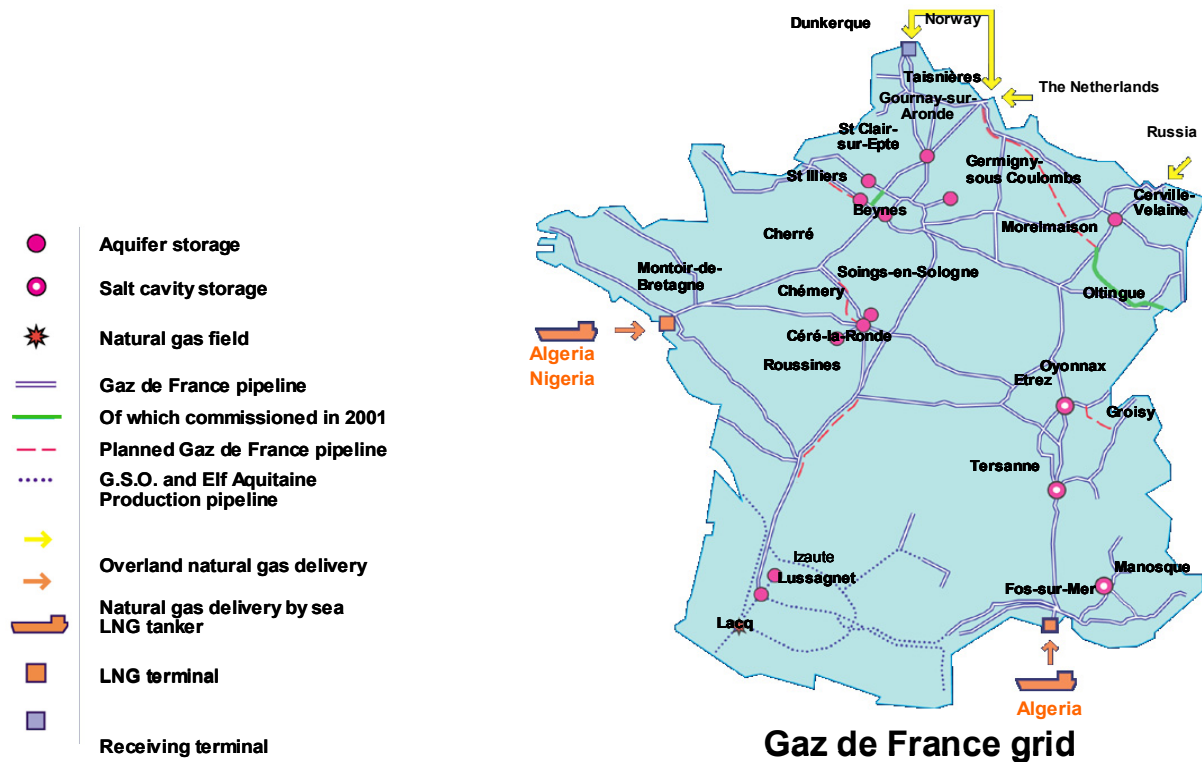 Aquifer storage
Salt cavity storage
Natural gas field
Gaz de France pipeline
Of which commissioned in 2001
Planned Gaz de France pipeline
G.S.O. and Elf Aquitaine
Production pipeline
Overland natural gas delivery
Natural gas delivery by sea
LNG tanker
LNG terminal
Receiving terminal
Dunkerque
Norway
Taisnières
The Netherlands
Gournay-sur-
Aronde
St Clair-
sur-Epte
Russia
Germigny-
sous Coulombs
St Illiers
Cerville-
Velaine
Beynes
Morelmaison
Cherré
Montoir-de-
Bretagne
Soings-en-Sologne
Chémery
Oltingue
Céré-la-Ronde
Algeria
Nigeria
Roussines
Oyonnax
Etrez
Groisy
Tersanne
Izaute
Lussagnet
Manosque
Fos-sur-Mer
Lacq
Algeria
Gaz de France grid